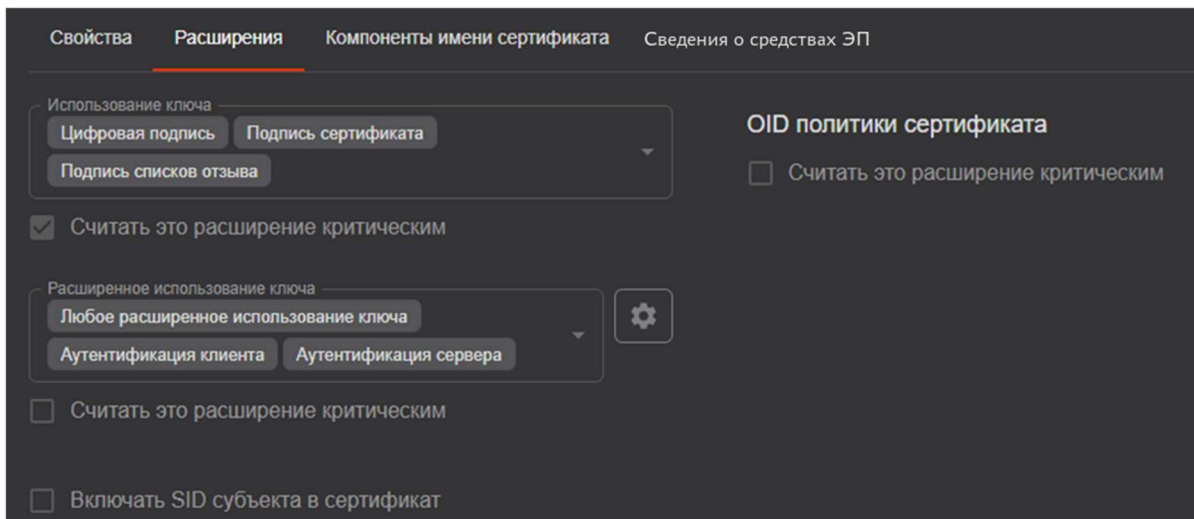 Свойства Расширения Компоненты имени сертификата Сведения о средствах ЭП
Использование ключа
Цифровая подпись Подпись сертификата
Подпись списков отзыва
Считать это расширение критическим
Расширенное использование ключа
Любое расширенное использование ключа
Аутентификация клиента Аутентификация сервера
Считать это расширение критическим
Включать SID субъекта в сертификат
OID политики сертификата
Считать это расширение критическим